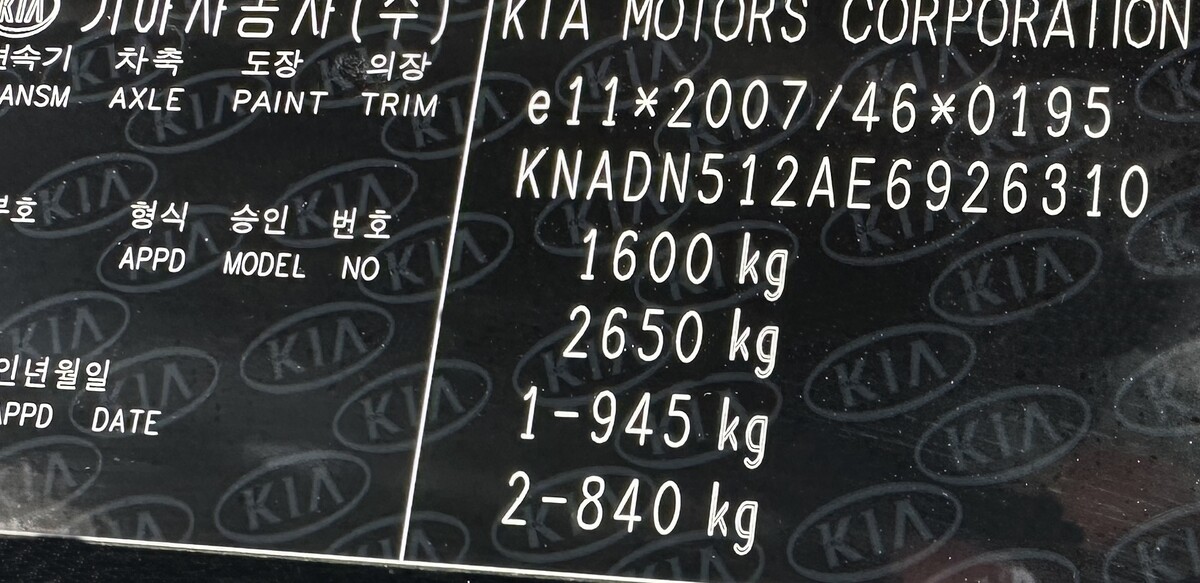 KIA 기아자동차(주)
변속기 차축 도장 의장
TRANSM AXLE PAINT TRIM
형식 승인 번호
APPD MODEL NO
인년월일
APPD DATE
KIA MOTORS CORPORATION
e11*2007/46*0195
KNADN512AE6926310
1600 kg
2650 kg
1-945 kg
2-840 kg